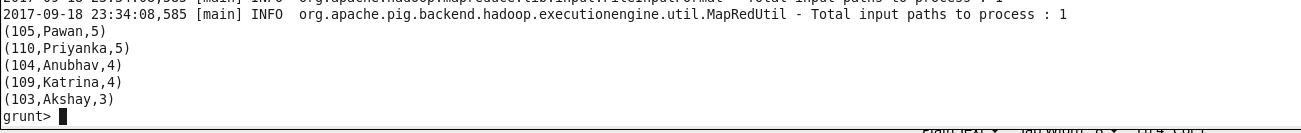 2017-09-18 23:34:08,585 [main] INFO  org.apache.pig.backend.hadoop.executionengine.util.MapRedUtil - Total input paths to process : 1
(105,Pawan,5)
(110,Priyanka,5)
(104,Anubhav,4)
(109,Katrina,4)
(103,Akshay,3)
grunt>